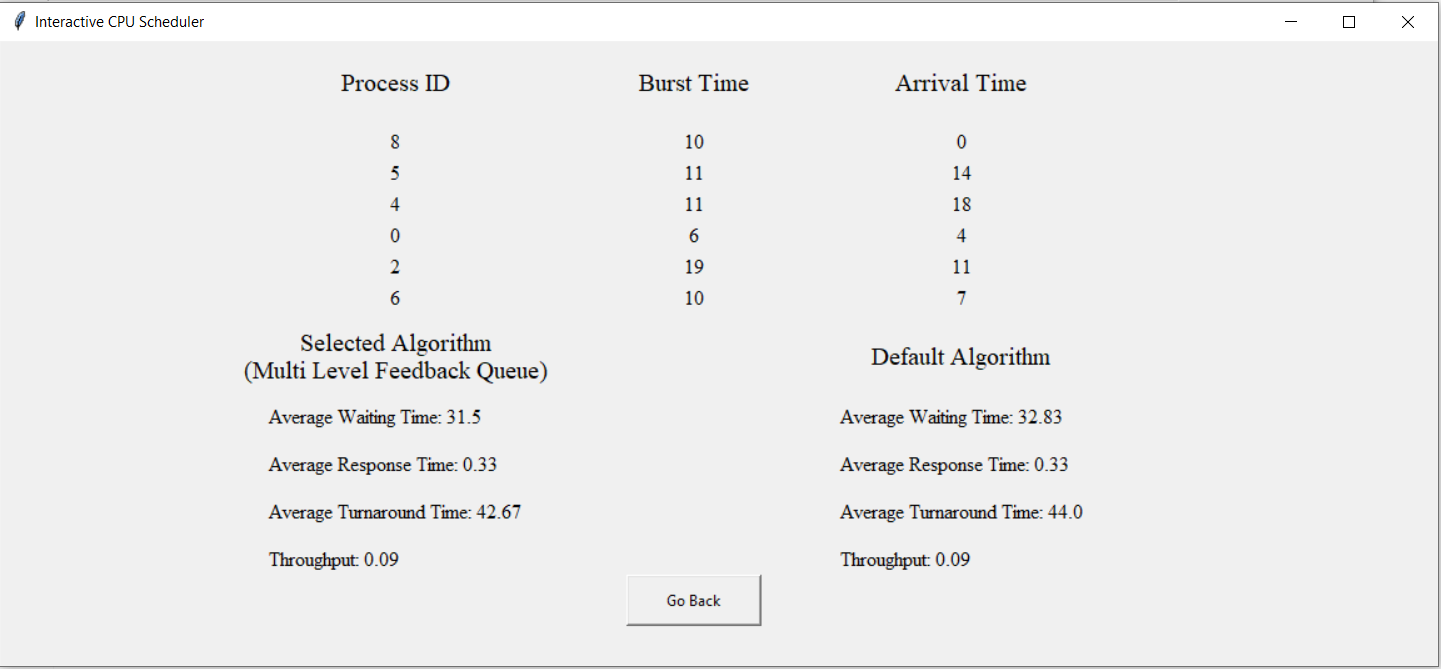 Interactive CPU Scheduler
Process ID Burst Time Arrival Time
8 10 0
5 11 14
4 11 18
0 6 4
2 19 11
6 10 7
Selected Algorithm
(Multi Level Feedback Queue)
Default Algorithm
Average Waiting Time: 31.5 Average Waiting Time: 32.83
Average Response Time: 0.33 Average Response Time: 0.33
Average Turnaround Time: 42.67 Average Turnaround Time: 44.0
Throughput: 0.09 Throughput: 0.09
Go Back